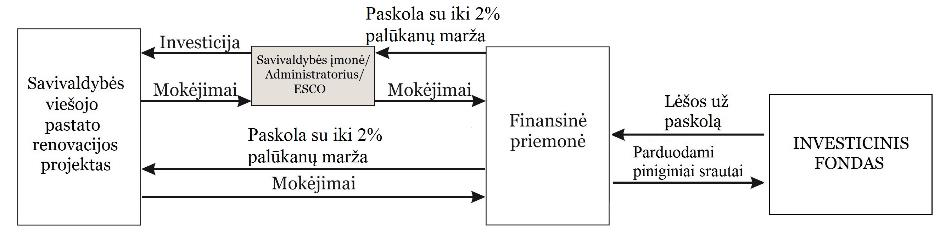 Savivaldybės
viešojo
pastato
renovacijos
projektas
Investicija
Mokėjimai
Savivaldybės įmonė/
Administratorius/
ESCO
Paskola su iki 2%
palūkanų marža
Mokėjimai
Paskola su iki 2%
palūkanų marža
Mokėjimai
Finansinė
priemonė
Lėšos už
paskolą
Parduodami
piniginiai srautai
INVESTICINIS
FONDAS